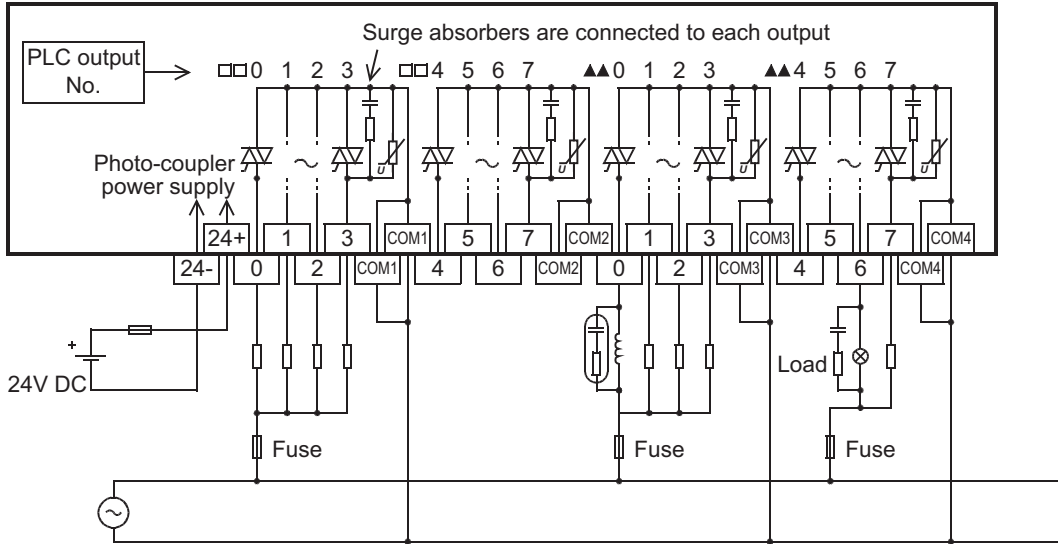 Surge absorbers are connected to each output
PLC output
No.
□□0 1 2 3 □□4 5 6 7 ▲▲0 1 2 3 ▲▲4 5 6 7
Photo-coupler
power supply
U U U U
24+ 1 3 COM1 5 7 COM2 1 3 COM3 5 7 COM4
24- 0 2 COM1 4 6 COM2 0 2 COM3 4 6 COM4
+
24V DC
Load
Fuse Fuse Fuse